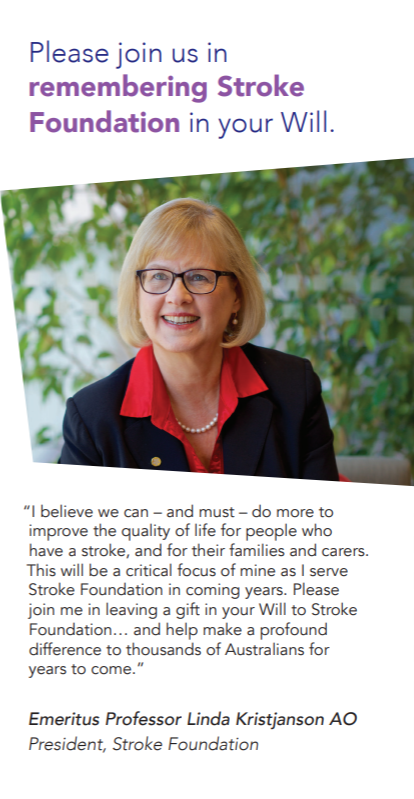 Please join us in
remembering Stroke
Foundation in your Will.
“I believe we can – and must – do more to
improve the quality of life for people who
have a stroke, and for their families and carers.
This will be a critical focus of mine as I serve
Stroke Foundation in coming years. Please
join me in leaving a gift in your Will to Stroke
Foundation… and help make a profound
difference to thousands of Australians for
years to come.”
Emeritus Professor Linda Kristjanson AO
President, Stroke Foundation